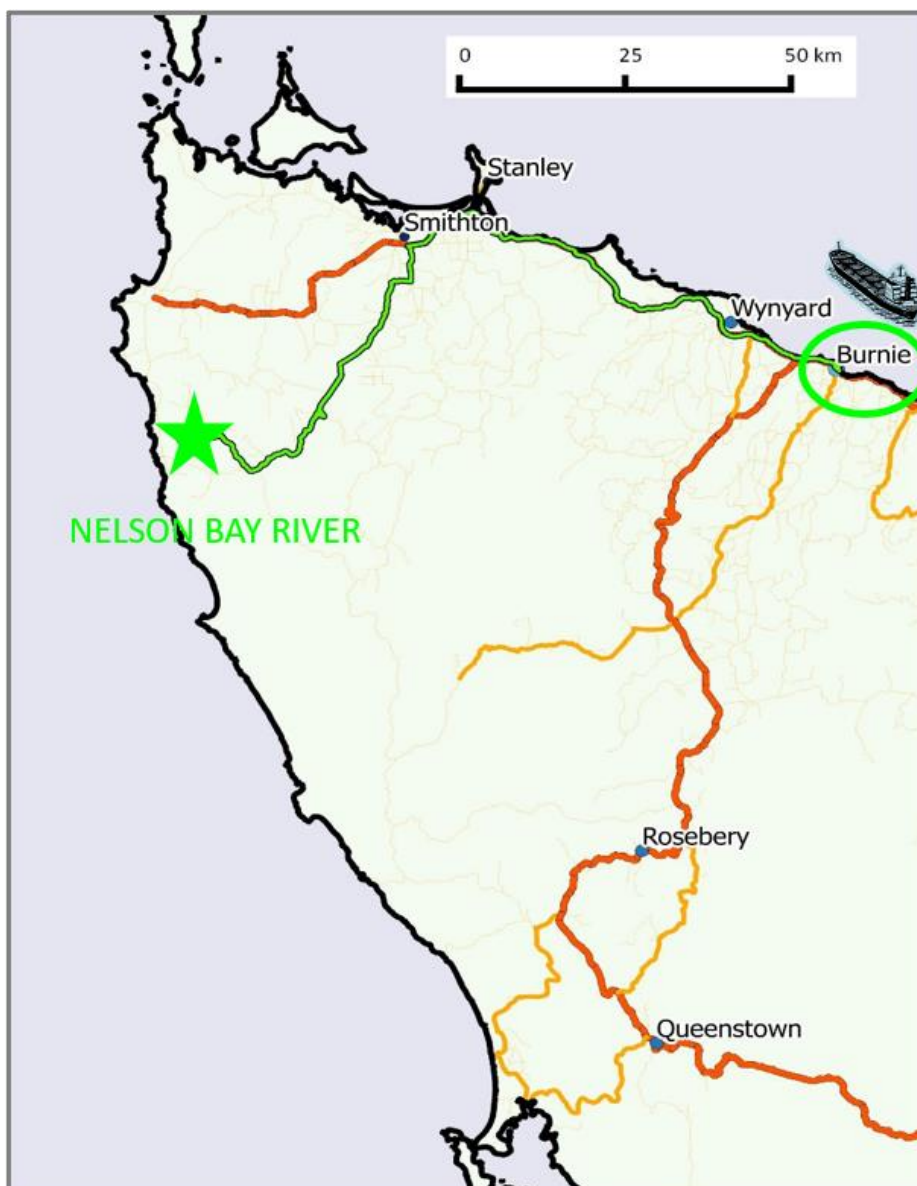 0 25 50 km
Stanley
Smithton
Wynyard
Burnie
NELSON BAY RIVER
Rosebery
Queenstown